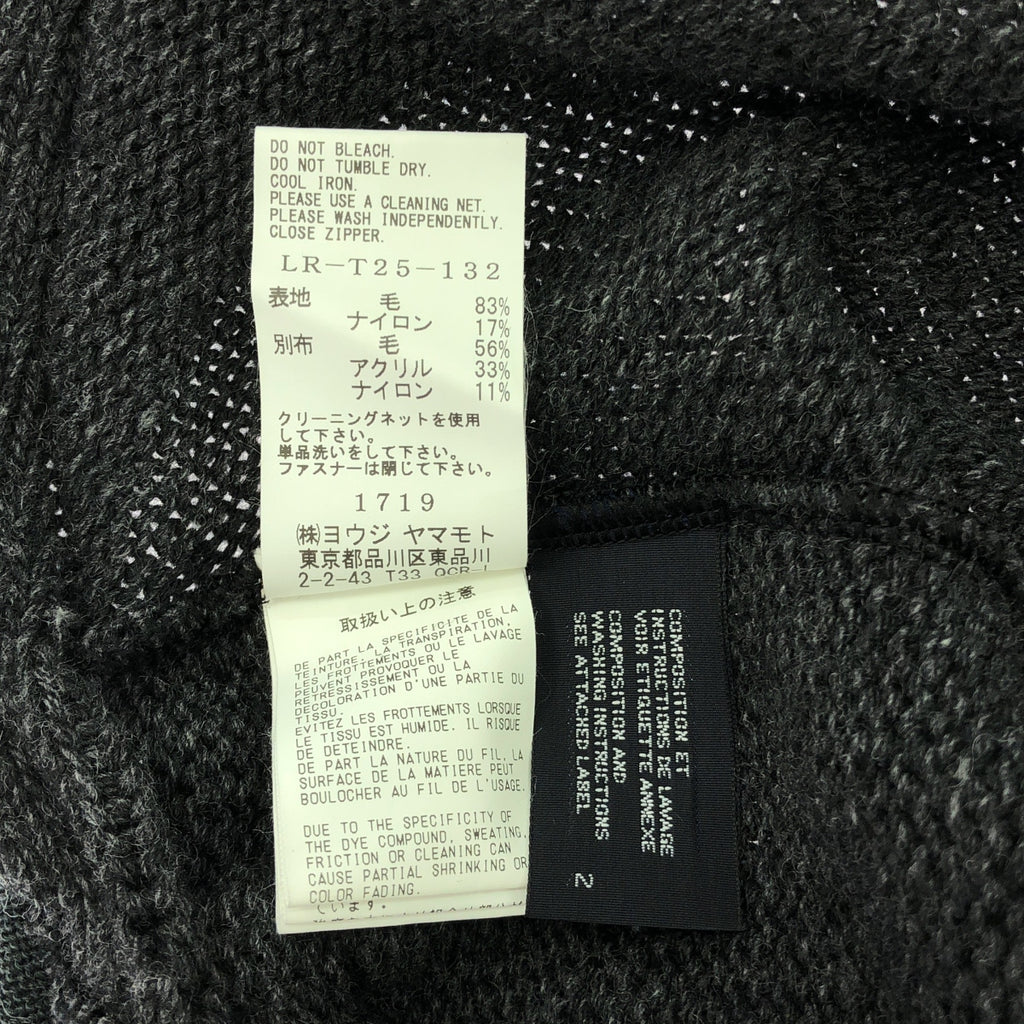 DO NOT BLEACH.
DO NOT TUMBLE DRY.
COOL IRON.
PLEASE USE A CLEANING NET.
PLEASE WASH INDEPENDENTLY.
CLOSE ZIPPER.
LR-T25-132
表地 毛 83%
ナイロン 17%
別布 毛 56%
アクリル 33%
ナイロン 11%
クリーニングネットを使用
して下さい。
単品洗いをして下さい。
ファスナーは閉じて下さい。
1719
㈱ヨウジ ヤマモト
東京都品川区東品川
2-2-43 T33
取扱い上の注意
DE PART LA SPECIFICITE DE LA
TEINTURE, LA TRANSPIRATION,
LES FROTTEMENTS OU LE LAVAGE
PEUVENT PROVOQUER LE
RETRESSISSEMENT OU LA
DECOLORATION D'UNE PARTIE DU
TISSU.
EVITEZ LES FROTTEMENTS LORSQUE
LE TISSU EST HUMIDE. IL RISQUE
DE DETEINDRE.
DE PART LA NATURE DU FIL, LA
SURFACE DE LA MATIERE PEUT
BOULOCHER AU FIL DE L'USAGE.
DUE TO THE SPECIFICITY OF
THE DYE COMPOUND, SWEATING,
FRICTION OR CLEANING CAN
CAUSE PARTIAL SHRINKING OR
COLOR FADING.
ています。
COMPOSITION ET
INSTRUCTIONS DE LAVAGE
VOIR ETIQUETTE ANNEXE
COMPOSITION AND
WASHING INSTRUCTIONS
SEE ATTACHED LABEL
2